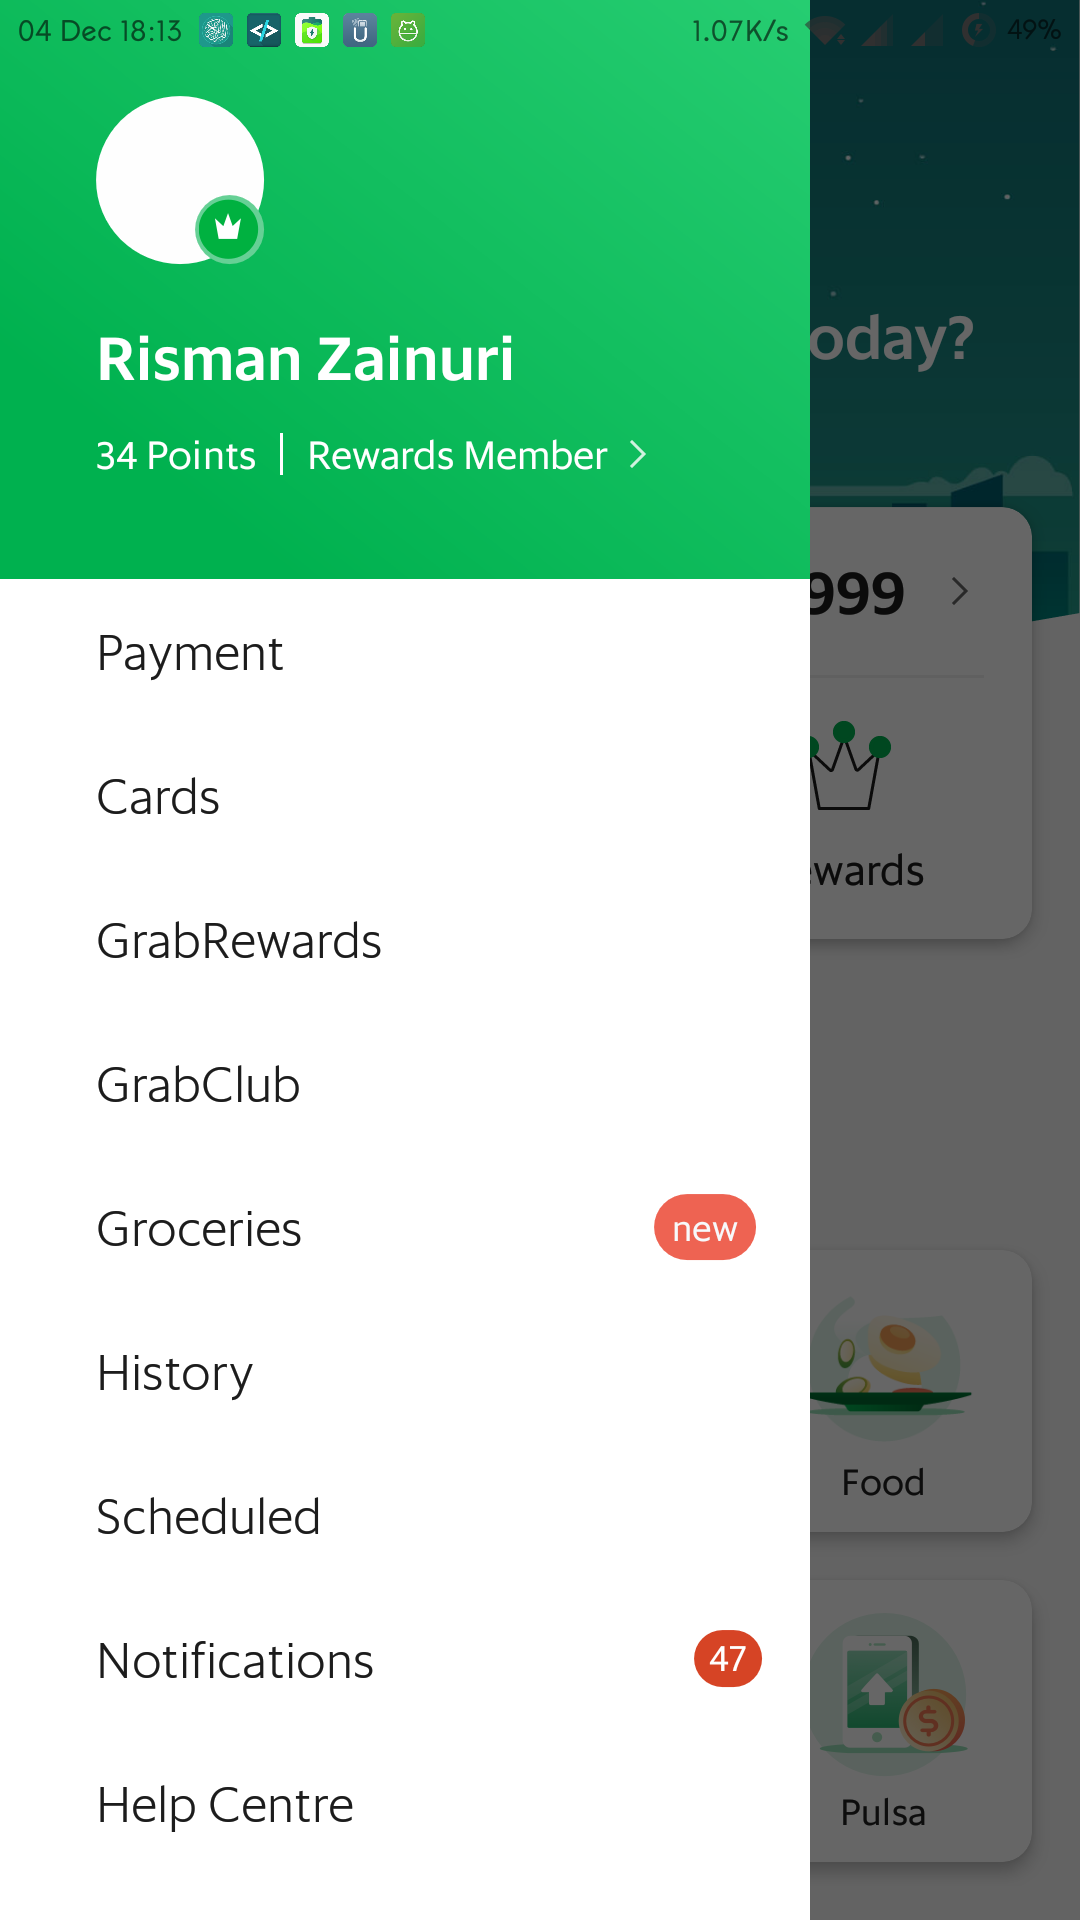 04 Dec 18:13 1.07K/s 49%
oday?
Risman Zainuri
34 Points | Rewards Member
999
Payment
Cards
wards
GrabRewards
GrabClub
Groceries new
History
Food
Scheduled
Notifications 47
Help Centre
Pulsa